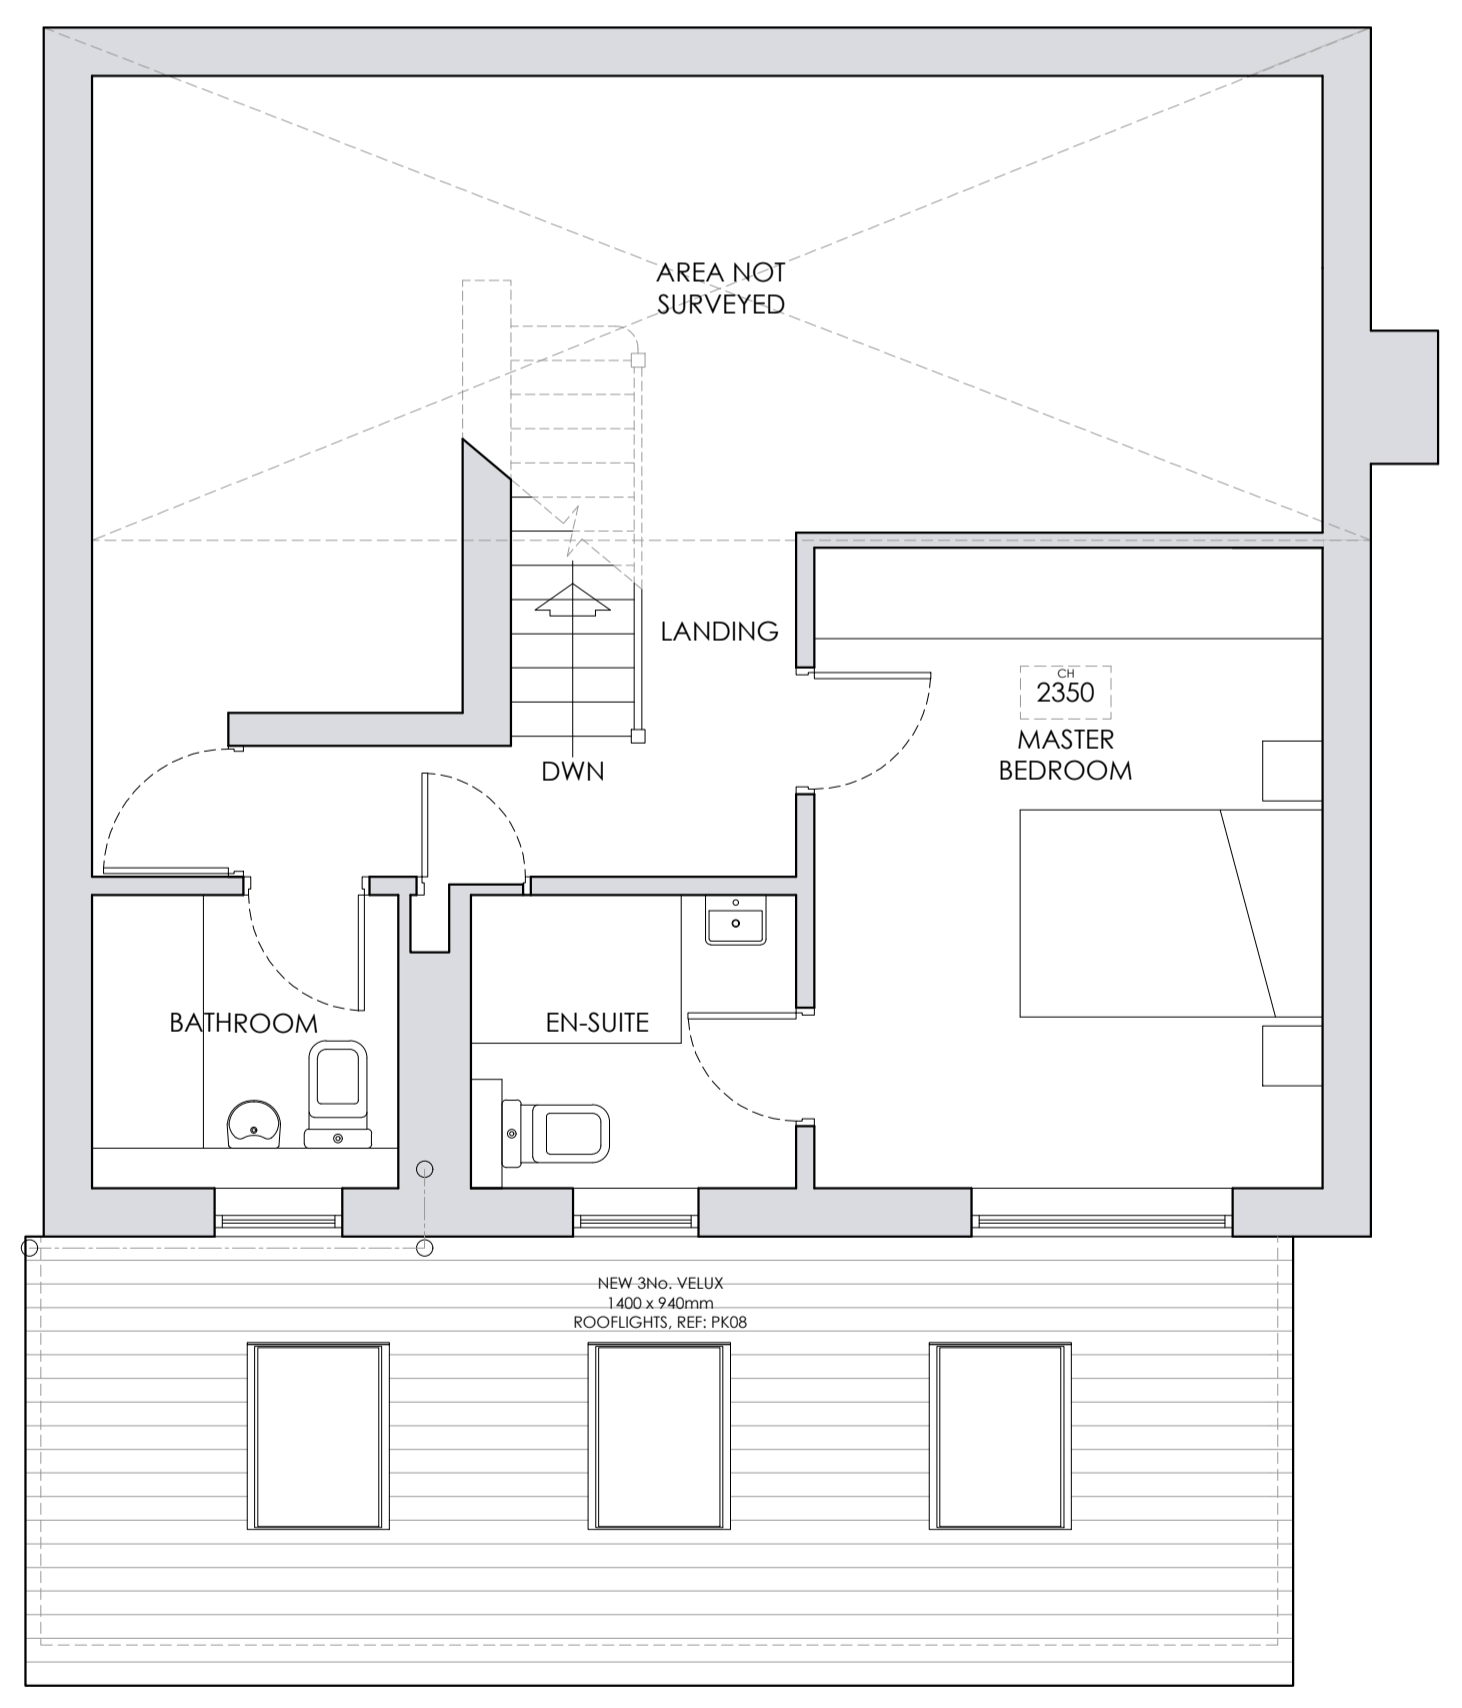 AREA NOT
SURVEYED
LANDING
CH
2350
MASTER
BEDROOM
DWN
BATHROOM
EN-SUITE
NEW 3No. VELUX
1400 x 940mm
ROOFLIGHTS, REF: PK08